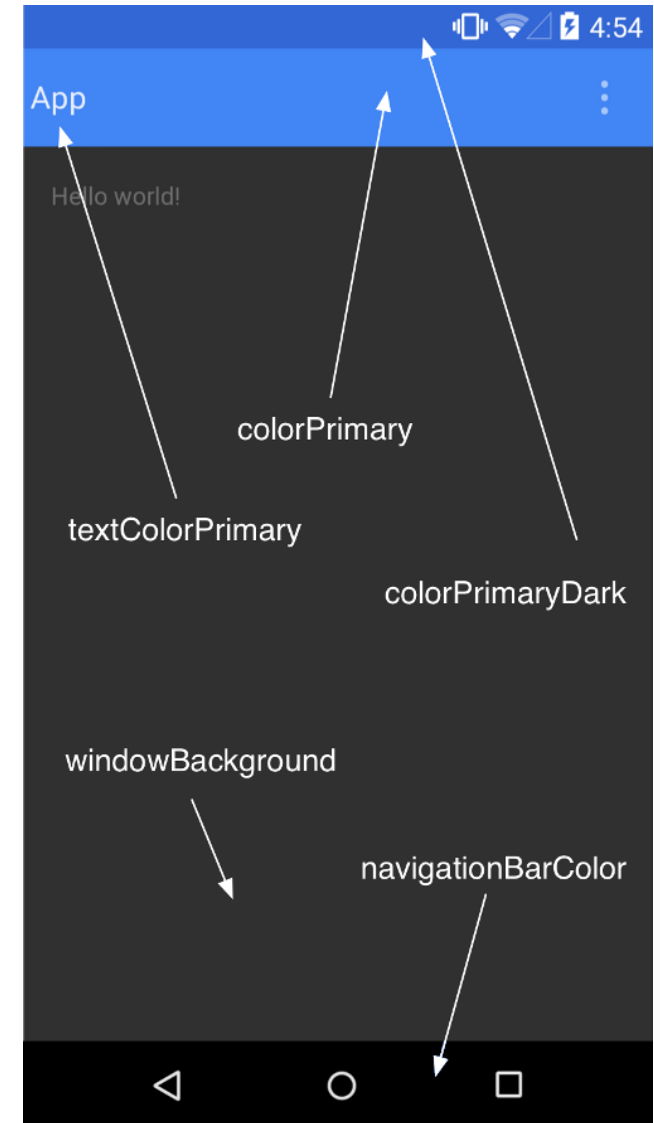 4:54
App
Hello world!
colorPrimary
textColorPrimary
colorPrimaryDark
windowBackground
navigationBarColor